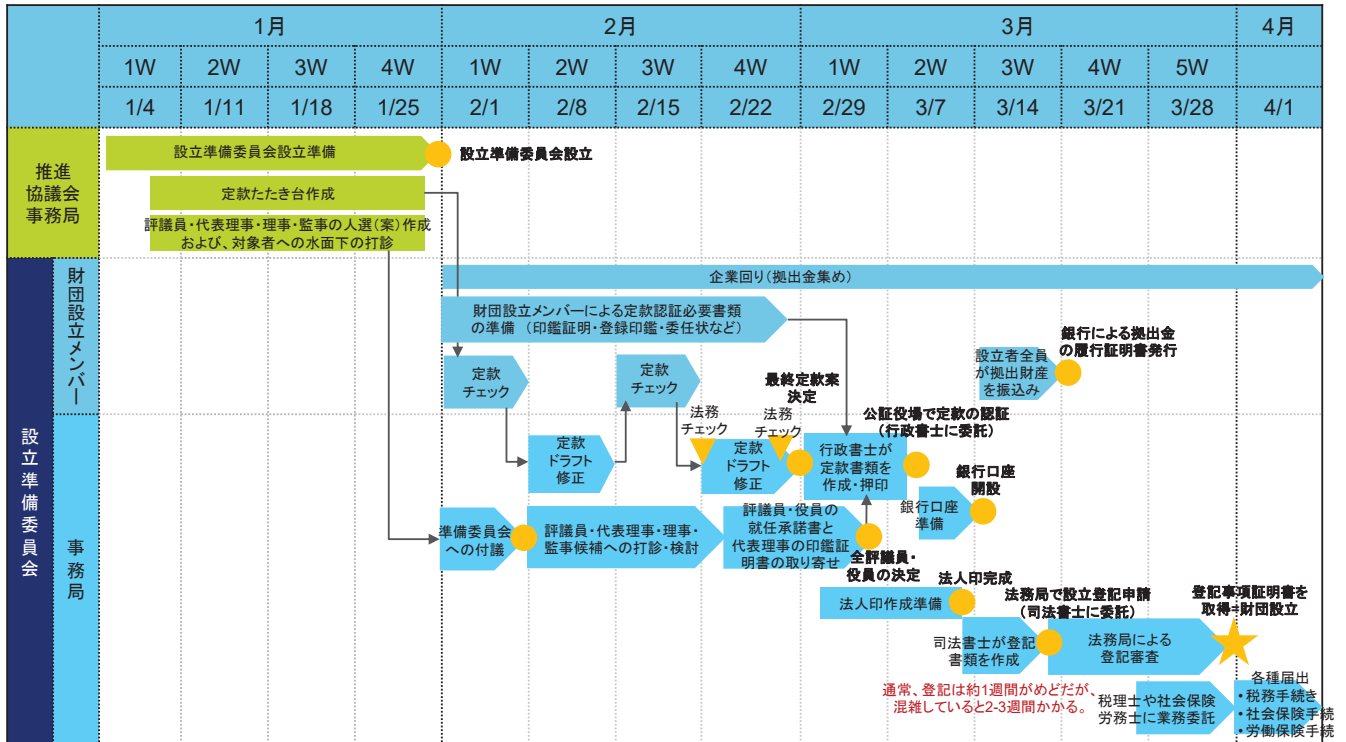 1月
2月
3月
4月
1W
2W
3W
4W
1W
2W
3W
4W
1W
2W
3W
4W
5W
1/4
1/11
1/18
1/25
2/1
2/8
2/15
2/22
2/29
3/7
3/14
3/21
3/28
4/1
推進
協議会
事務局
設立準備委員会設立準備
設立準備委員会設立
定款たたき台作成
評議員・代表理事・理事・監事の人選(案)作成
および、対象者への水面下の打診
設立準備委員会
財団設立メンバー
企業回り(拠出金集め)
財団設立メンバーによる定款認証必要書類
の準備 (印鑑証明・登録印鑑・委任状など)
定款
チェック
定款
チェック
設立者全員
が拠出財産
を振込み
銀行による拠出金
の履行証明書発行
事務局
定款
ドラフト
修正
法務
チェック
定款
ドラフト
修正
法務
チェック
最終定款案
決定
行政書士が
定款書類を
作成・押印
公証役場で定款の認証
(行政書士に委託)
銀行口座
準備
銀行口座
開設
準備委員会
への付議
評議員・代表理事・理事・
監事候補への打診・検討
評議員・役員の
就任承諾書と
代表理事の印鑑証
明書の取り寄せ
全評議員・
役員の決定
法人印作成準備
法人印完成
司法書士が登記
書類を作成
法務局で設立登記申請
(司法書士に委託)
法務局による
登記審査
登記事項証明書を
取得=財団設立
通常、登記は約1週間がめどだが、
混雑していると2-3週間かかる。
税理士や社会保険
労務士に業務委託
各種届出
・税務手続き
・社会保険手続
・労働保険手続